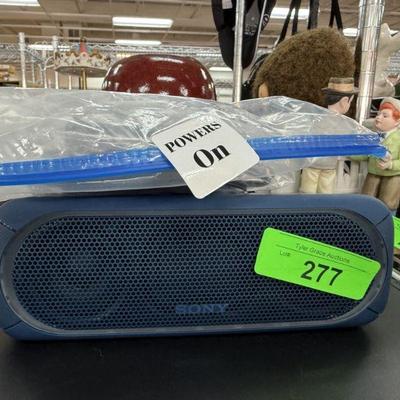 POWERS
On
Tyler Grace Auctions
Lot#
277
SONY